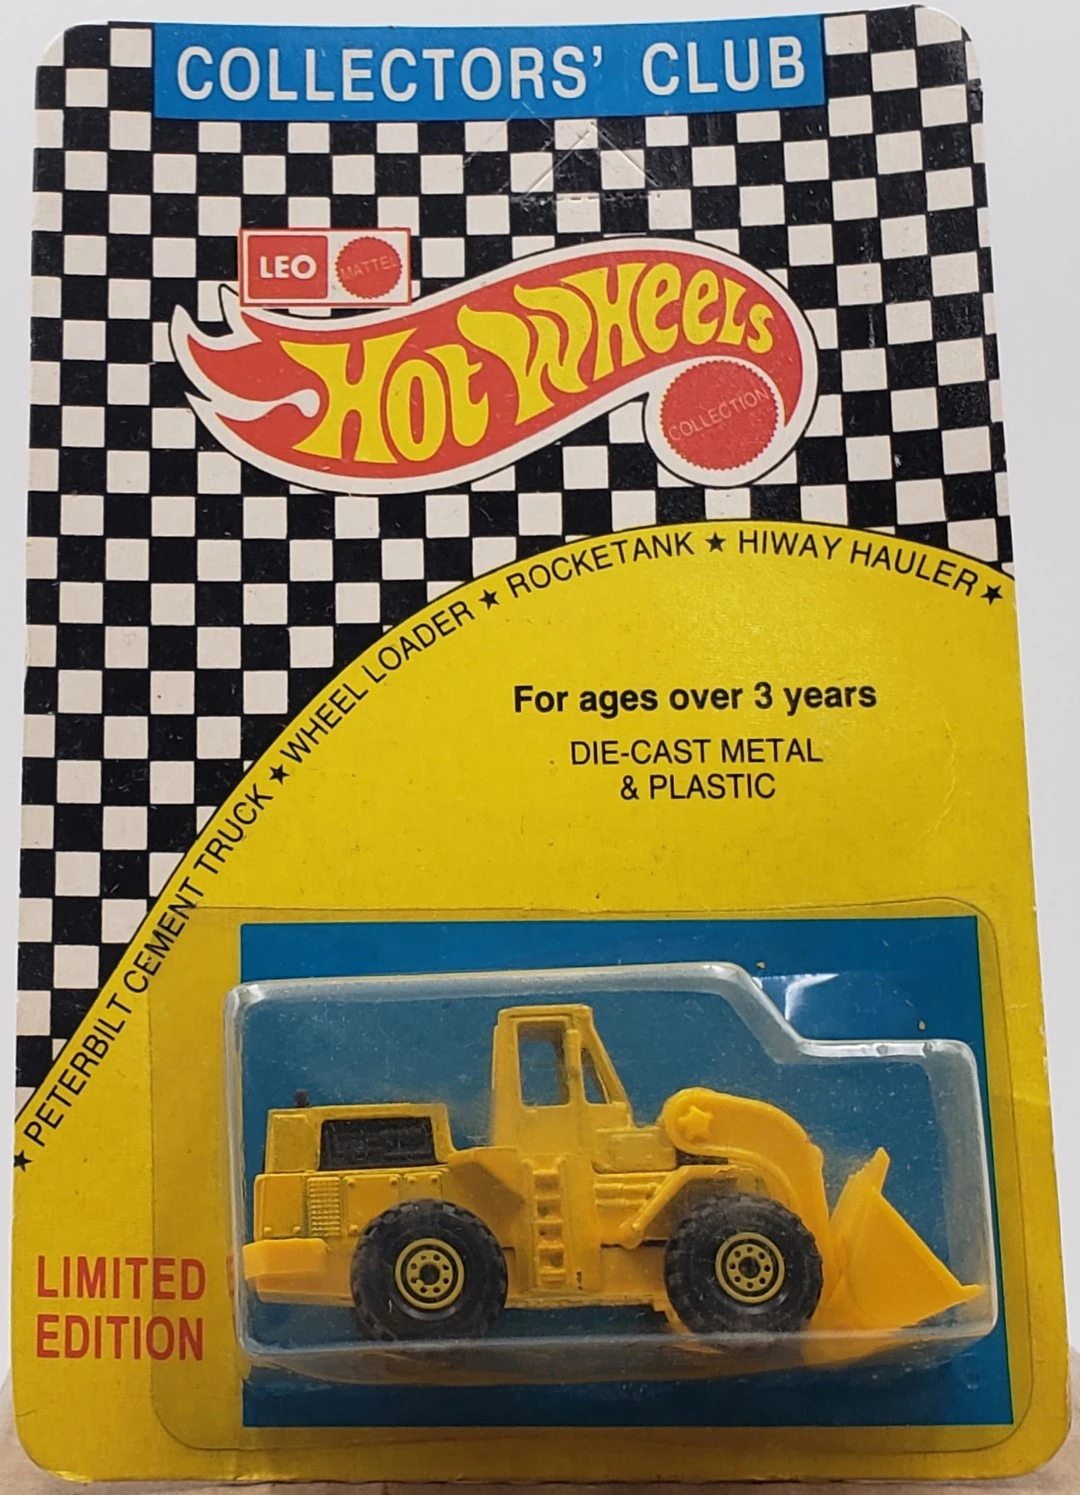 COLLECTORS’ CLUB
LEO MATTEL
HOT WHEELS
COLLECTION
★ PETERBILT CEMENT TRUCK ★ WHEEL LOADER ★ ROCKETANK ★ HIWAY HAULER ★
For ages over 3 years
DIE-CAST METAL
& PLASTIC
LIMITED
EDITION